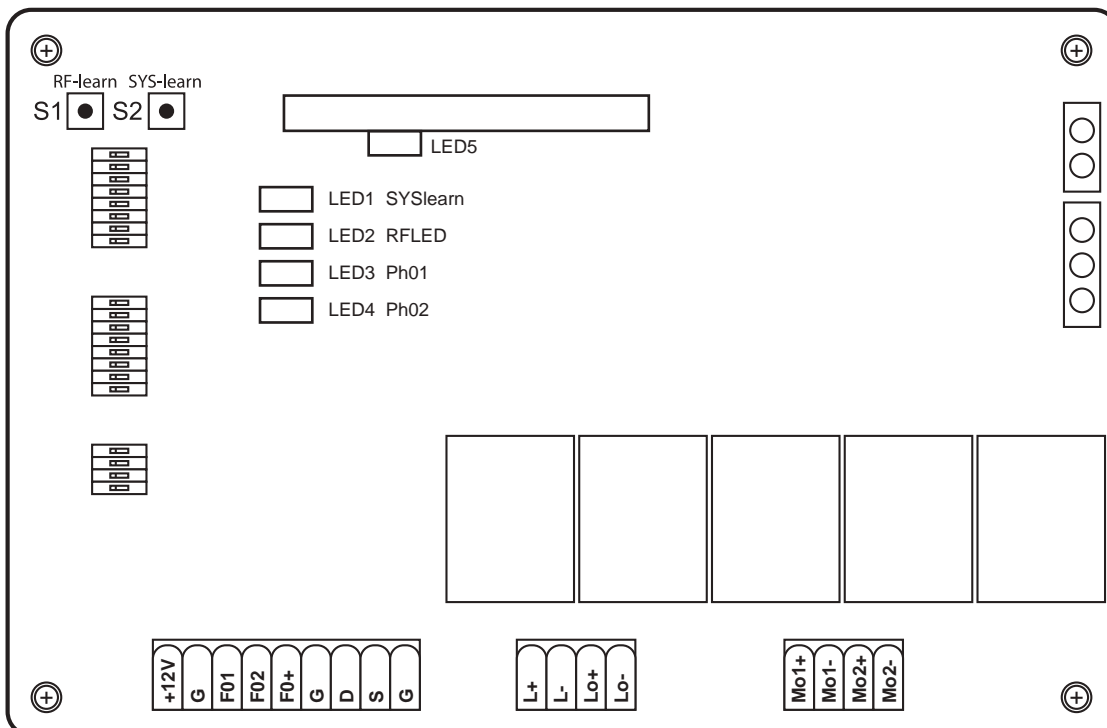 RF-learn SYS-learn
S1 S2
LED5
LED1 SYSlearn
LED2 RFLED
LED3 Ph01
LED4 Ph02
+12V G F01 F02 F0+ G D S G
L+ L- Lo+ Lo-
Mo1+ Mo1- Mo2+ Mo2-